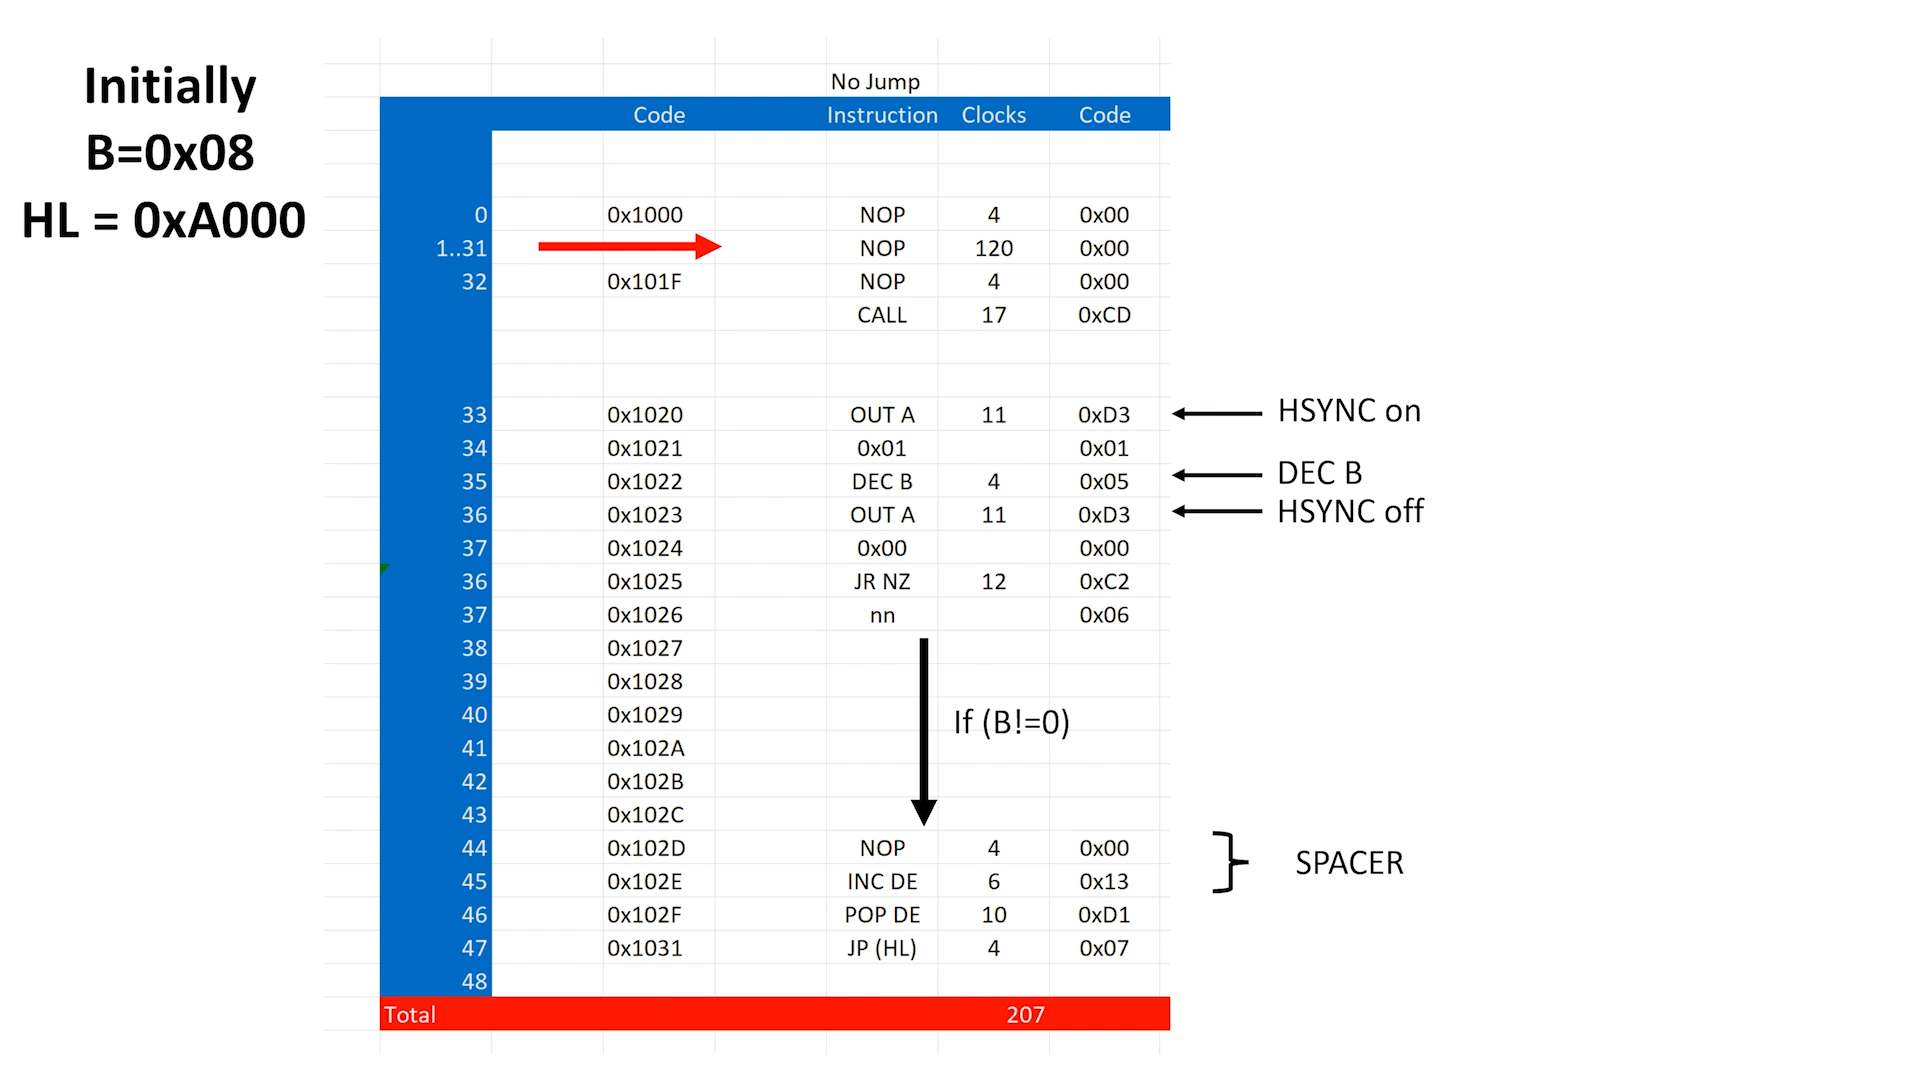 Initially
B=0x08
HL = 0xA000
No Jump
Code Instruction Clocks Code
0 0x1000 NOP 4 0x00
1..31 NOP 120 0x00
32 0x101F NOP 4 0x00
CALL 17 0xCD
33 0x1020 OUT A 11 0xD3 HSYNC on
34 0x1021 0x01 0x01
35 0x1022 DEC B 4 0x05 DEC B
36 0x1023 OUT A 11 0xD3 HSYNC off
37 0x1024 0x00 0x00
36 0x1025 JR NZ 12 0xC2
37 0x1026 nn 0x06
38 0x1027
39 0x1028
40 0x1029 If (B!=0)
41 0x102A
42 0x102B
43 0x102C
44 0x102D NOP 4 0x00 SPACER
45 0x102E INC DE 6 0x13
46 0x102F POP DE 10 0xD1
47 0x1031 JP (HL) 4 0x07
48
Total 207